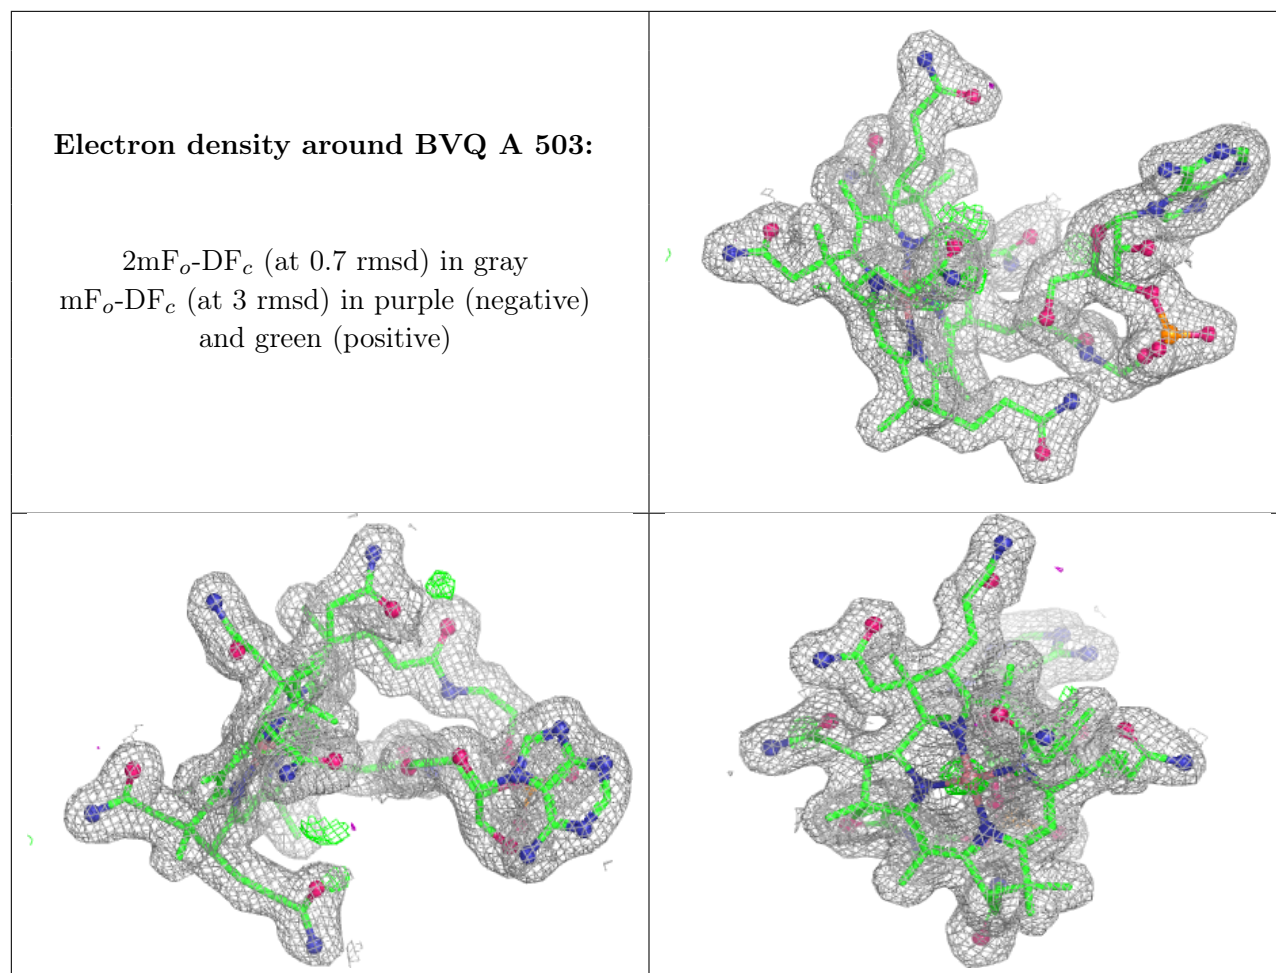 Electron density around BVQ A 503:
2mFo-DFc (at 0.7 rmsd) in gray
mFo-DFc (at 3 rmsd) in purple (negative)
and green (positive)